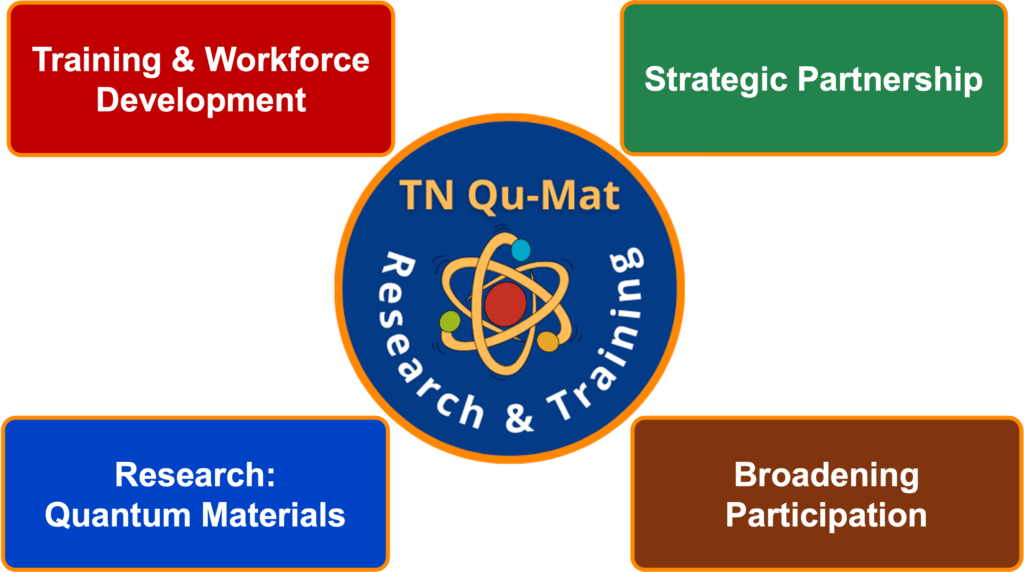 Training & Workforce
Development
Strategic Partnership
TN Qu-Mat
Research & Training
Research:
Quantum Materials
Broadening
Participation